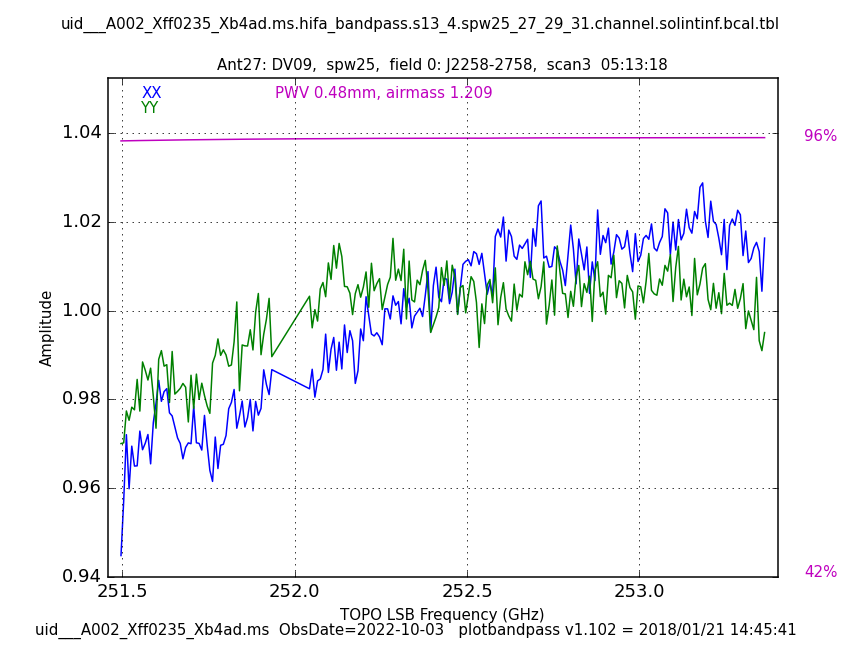 uid___A002_Xff0235_Xb4ad.ms.hifa_bandpass.s13_4.spw25_27_29_31.channel.solintinf.bcal.tbl
Ant27: DV09,  spw25,  field 0: J2258-2758,  scan3  05:13:18
XX
PWV 0.48mm, airmass 1.209
YY
1.04
96%
1.02
1.00
Amplitude
0.98
0.96
0.94
42%
251.5
252.0
252.5
253.0
TOPO LSB Frequency (GHz)
uid___A002_Xff0235_Xb4ad.ms  ObsDate=2022-10-03   plotbandpass v1.102 = 2018/01/21 14:45:41